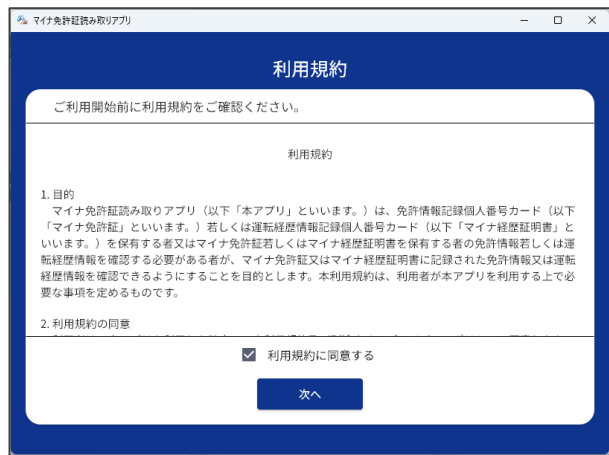 マイナ免許証読み取りアプリ
利用規約
ご利用開始前に利用規約をご確認ください。
利用規約
1. 目的
マイナ免許証読み取りアプリ（以下「本アプリ」といいます。）は、免許情報記録個人番号カード（以下
「マイナ免許証」といいます。）若しくは運転経歴情報記録個人番号カード（以下「マイナ経歴証明書」と
いいます。）を保有する者又はマイナ免許証若しくはマイナ経歴証明書を保有する者の免許情報若しくは運
転経歴情報を確認する必要がある者が、マイナ免許証又はマイナ経歴証明書に記録された免許情報又は運転
経歴情報を確認できるようにすることを目的とします。本利用規約は、利用者が本アプリを利用する上で必
要な事項を定めるものです。
2. 利用規約の同意
利用規約に同意する
次へ